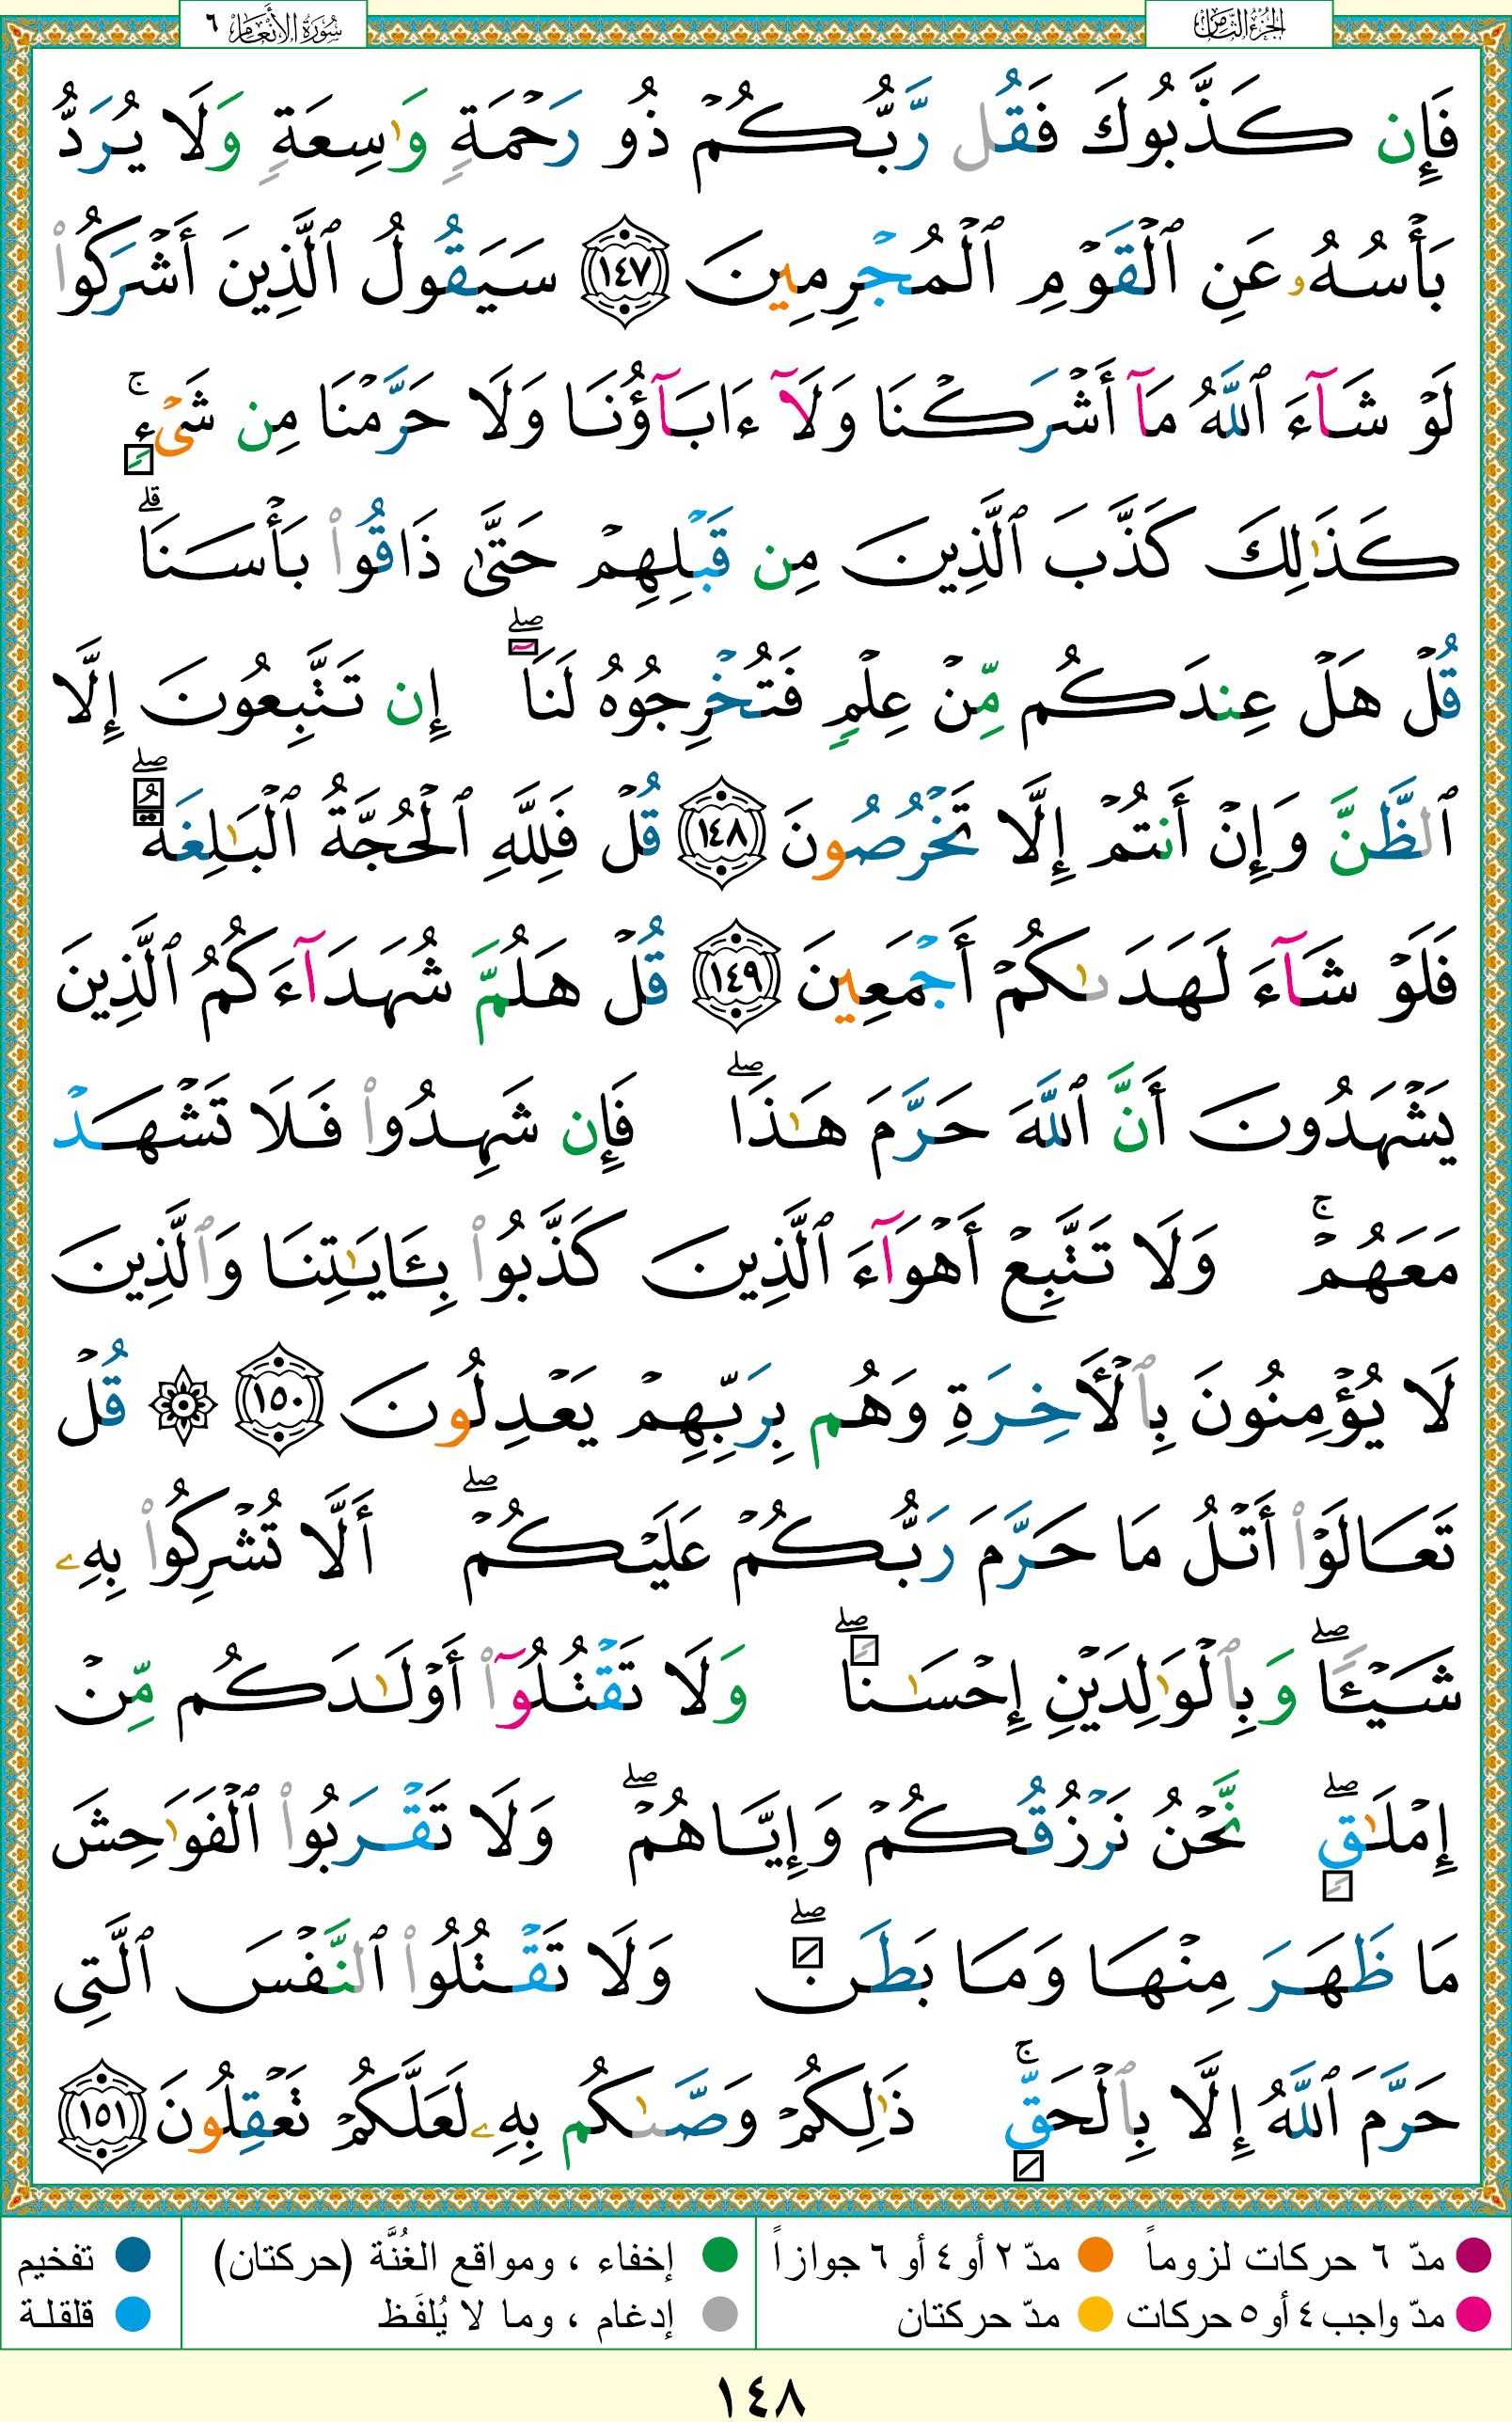 الجزء الثامن
سورة الأنعام ٦
فَإِن كَذَّبُوكَ فَقُل رَّبُّكُمۡ ذُو رَحۡمَةٖ وَٰسِعَةٖ وَلَا يُرَدُّ
بَأۡسُهُۥ عَنِ ٱلۡقَوۡمِ ٱلۡمُجۡرِمِينَ ١٤٧ سَيَقُولُ ٱلَّذِينَ أَشۡرَكُواْ
لَوۡ شَآءَ ٱللَّهُ مَآ أَشۡرَكۡنَا وَلَآ ءَابَآؤُنَا وَلَا حَرَّمۡنَا مِن شَيۡءٖۚ
كَذَٰلِكَ كَذَّبَ ٱلَّذِينَ مِن قَبۡلِهِمۡ حَتَّىٰ ذَاقُواْ بَأۡسَنَاۗ
قُلۡ هَلۡ عِندَكُم مِّنۡ عِلۡمٖ فَتُخۡرِجُوهُ لَنَآۖ إِن تَتَّبِعُونَ إِلَّا
ٱلظَّنَّ وَإِنۡ أَنتُمۡ إِلَّا تَخۡرُصُونَ ١٤٨ قُلۡ فَلِلَّهِ ٱلۡحُجَّةُ ٱلۡبَٰلِغَةُۖ
فَلَوۡ شَآءَ لَهَدَىٰكُمۡ أَجۡمَعِينَ ١٤٩ قُلۡ هَلُمَّ شُهَدَآءَكُمُ ٱلَّذِينَ
يَشۡهَدُونَ أَنَّ ٱللَّهَ حَرَّمَ هَٰذَاۖ فَإِن شَهِدُواْ فَلَا تَشۡهَدۡ
مَعَهُمۡۚ وَلَا تَتَّبِعۡ أَهۡوَآءَ ٱلَّذِينَ كَذَّبُواْ بِـَٔايَٰتِنَا وَٱلَّذِينَ
لَا يُؤۡمِنُونَ بِٱلۡأٓخِرَةِ وَهُم بِرَبِّهِمۡ يَعۡدِلُونَ ١٥٠ ۞ قُلۡ
تَعَالَوۡاْ أَتۡلُ مَا حَرَّمَ رَبُّكُمۡ عَلَيۡكُمۡۖ أَلَّا تُشۡرِكُواْ بِهِۦ
شَيۡـٔٗاۖ وَبِٱلۡوَٰلِدَيۡنِ إِحۡسَٰنٗاۖ وَلَا تَقۡتُلُوٓاْ أَوۡلَٰدَكُم مِّنۡ
إِمۡلَٰقٖۖ نَّحۡنُ نَرۡزُقُكُمۡ وَإِيَّاهُمۡۖ وَلَا تَقۡرَبُواْ ٱلۡفَوَٰحِشَ
مَا ظَهَرَ مِنۡهَا وَمَا بَطَنَۖ وَلَا تَقۡتُلُواْ ٱلنَّفۡسَ ٱلَّتِي
حَرَّمَ ٱللَّهُ إِلَّا بِٱلۡحَقِّۚ ذَٰلِكُمۡ وَصَّىٰكُم بِهِۦ لَعَلَّكُمۡ تَعۡقِلُونَ ١٥١
مدّ ٦ حركات لزوماً مدّ ٢ أو ٤ أو ٦ جوازاً إخفاء ، ومواقع الغُنَّة (حركتان) تفخيم
مدّ واجب ٤ أو ٥ حركات مدّ حركتان إدغام ، وما لا يُلفَظ قلقلة
١٤٨